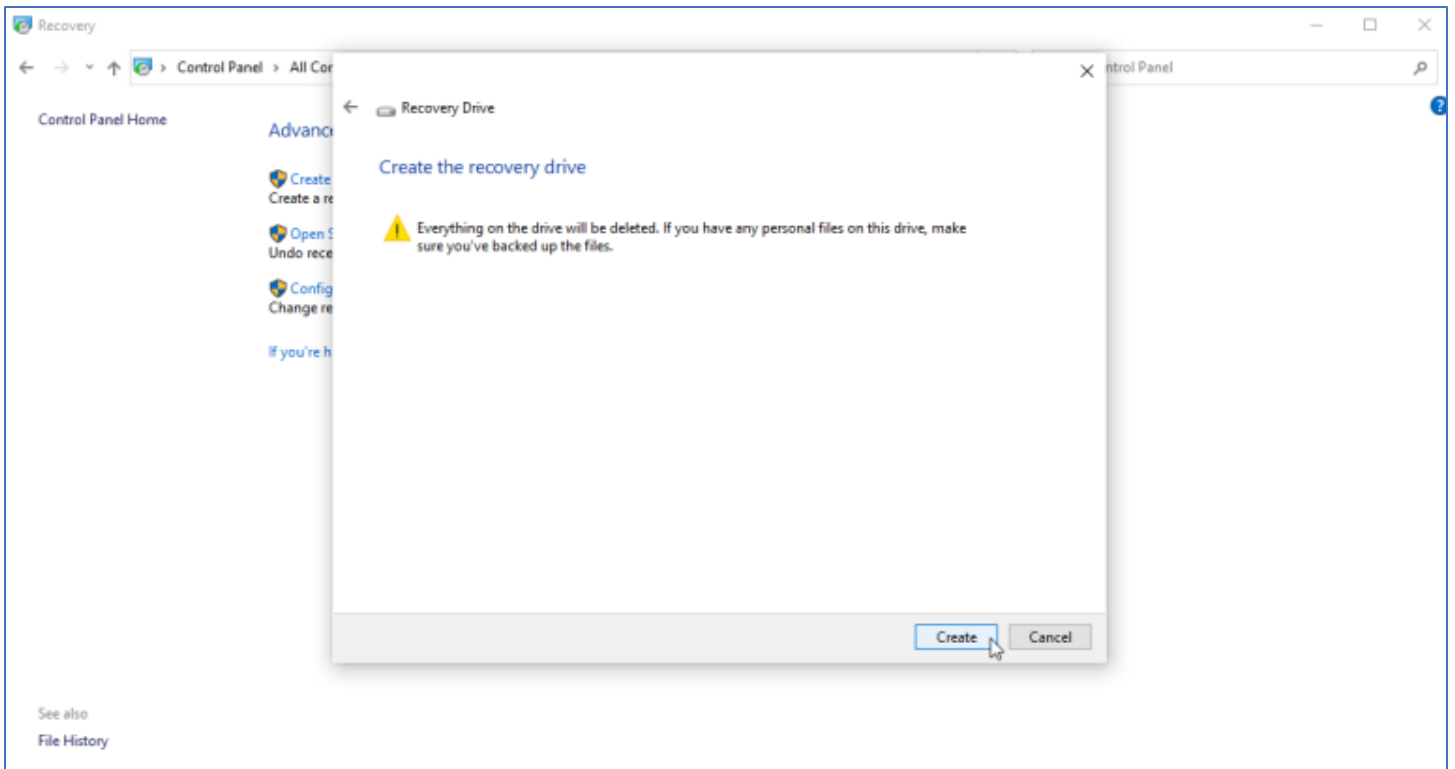 Recovery
Control Panel > All Cor
ntrol Panel
Recovery Drive
Control Panel Home
Advanc
Create the recovery drive
Create
Create a re
Everything on the drive will be deleted. If you have any personal files on this drive, make
sure you've backed up the files.
Open S
Undo rece
Config
Change re
If you're h
Create
Cancel
See also
File History